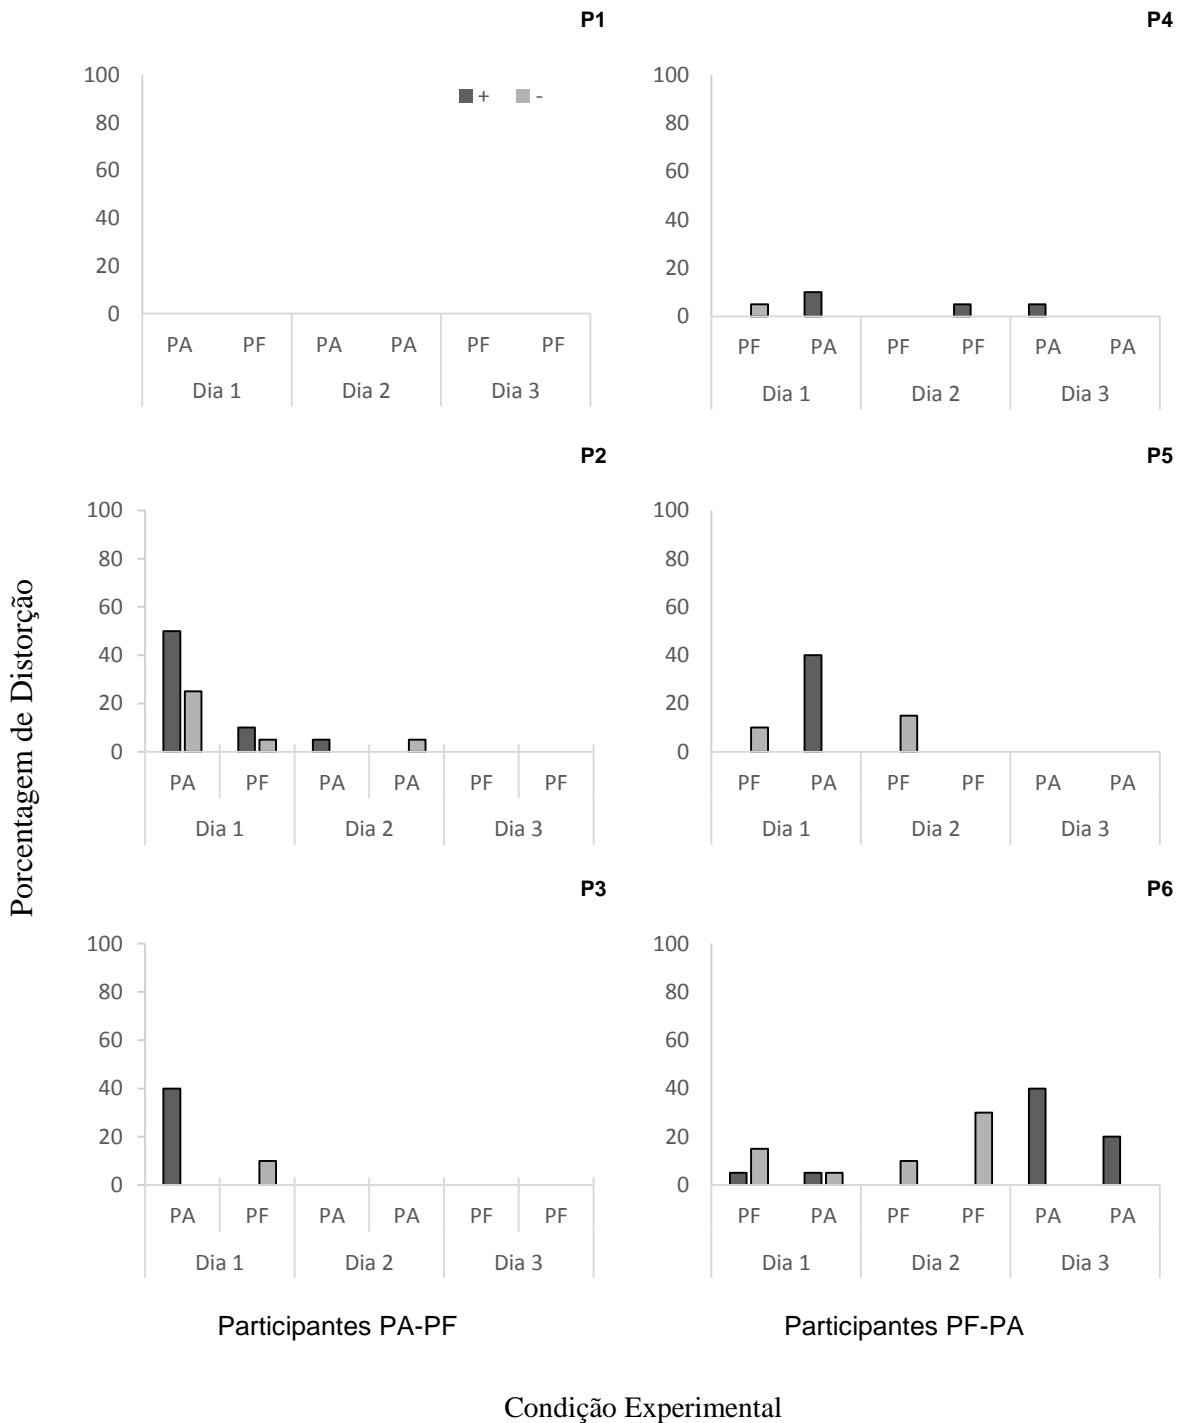 P1
100
80
60
40
20
0
+ -
PA PF PA PA PF PF
Dia 1 Dia 2 Dia 3
P4
100
80
60
40
20
0
PF PA PF PF PA PA
Dia 1 Dia 2 Dia 3
P2
100
80
60
40
20
0
PA PF PA PA PF PF
Dia 1 Dia 2 Dia 3
P5
100
80
60
40
20
0
PF PA PF PF PA PA
Dia 1 Dia 2 Dia 3
Porcentagem de Distorção
P3
100
80
60
40
20
0
PA PF PA PA PF PF
Dia 1 Dia 2 Dia 3
P6
100
80
60
40
20
0
PF PA PF PF PA PA
Dia 1 Dia 2 Dia 3
Participantes PA-PF
Participantes PF-PA
Condição Experimental